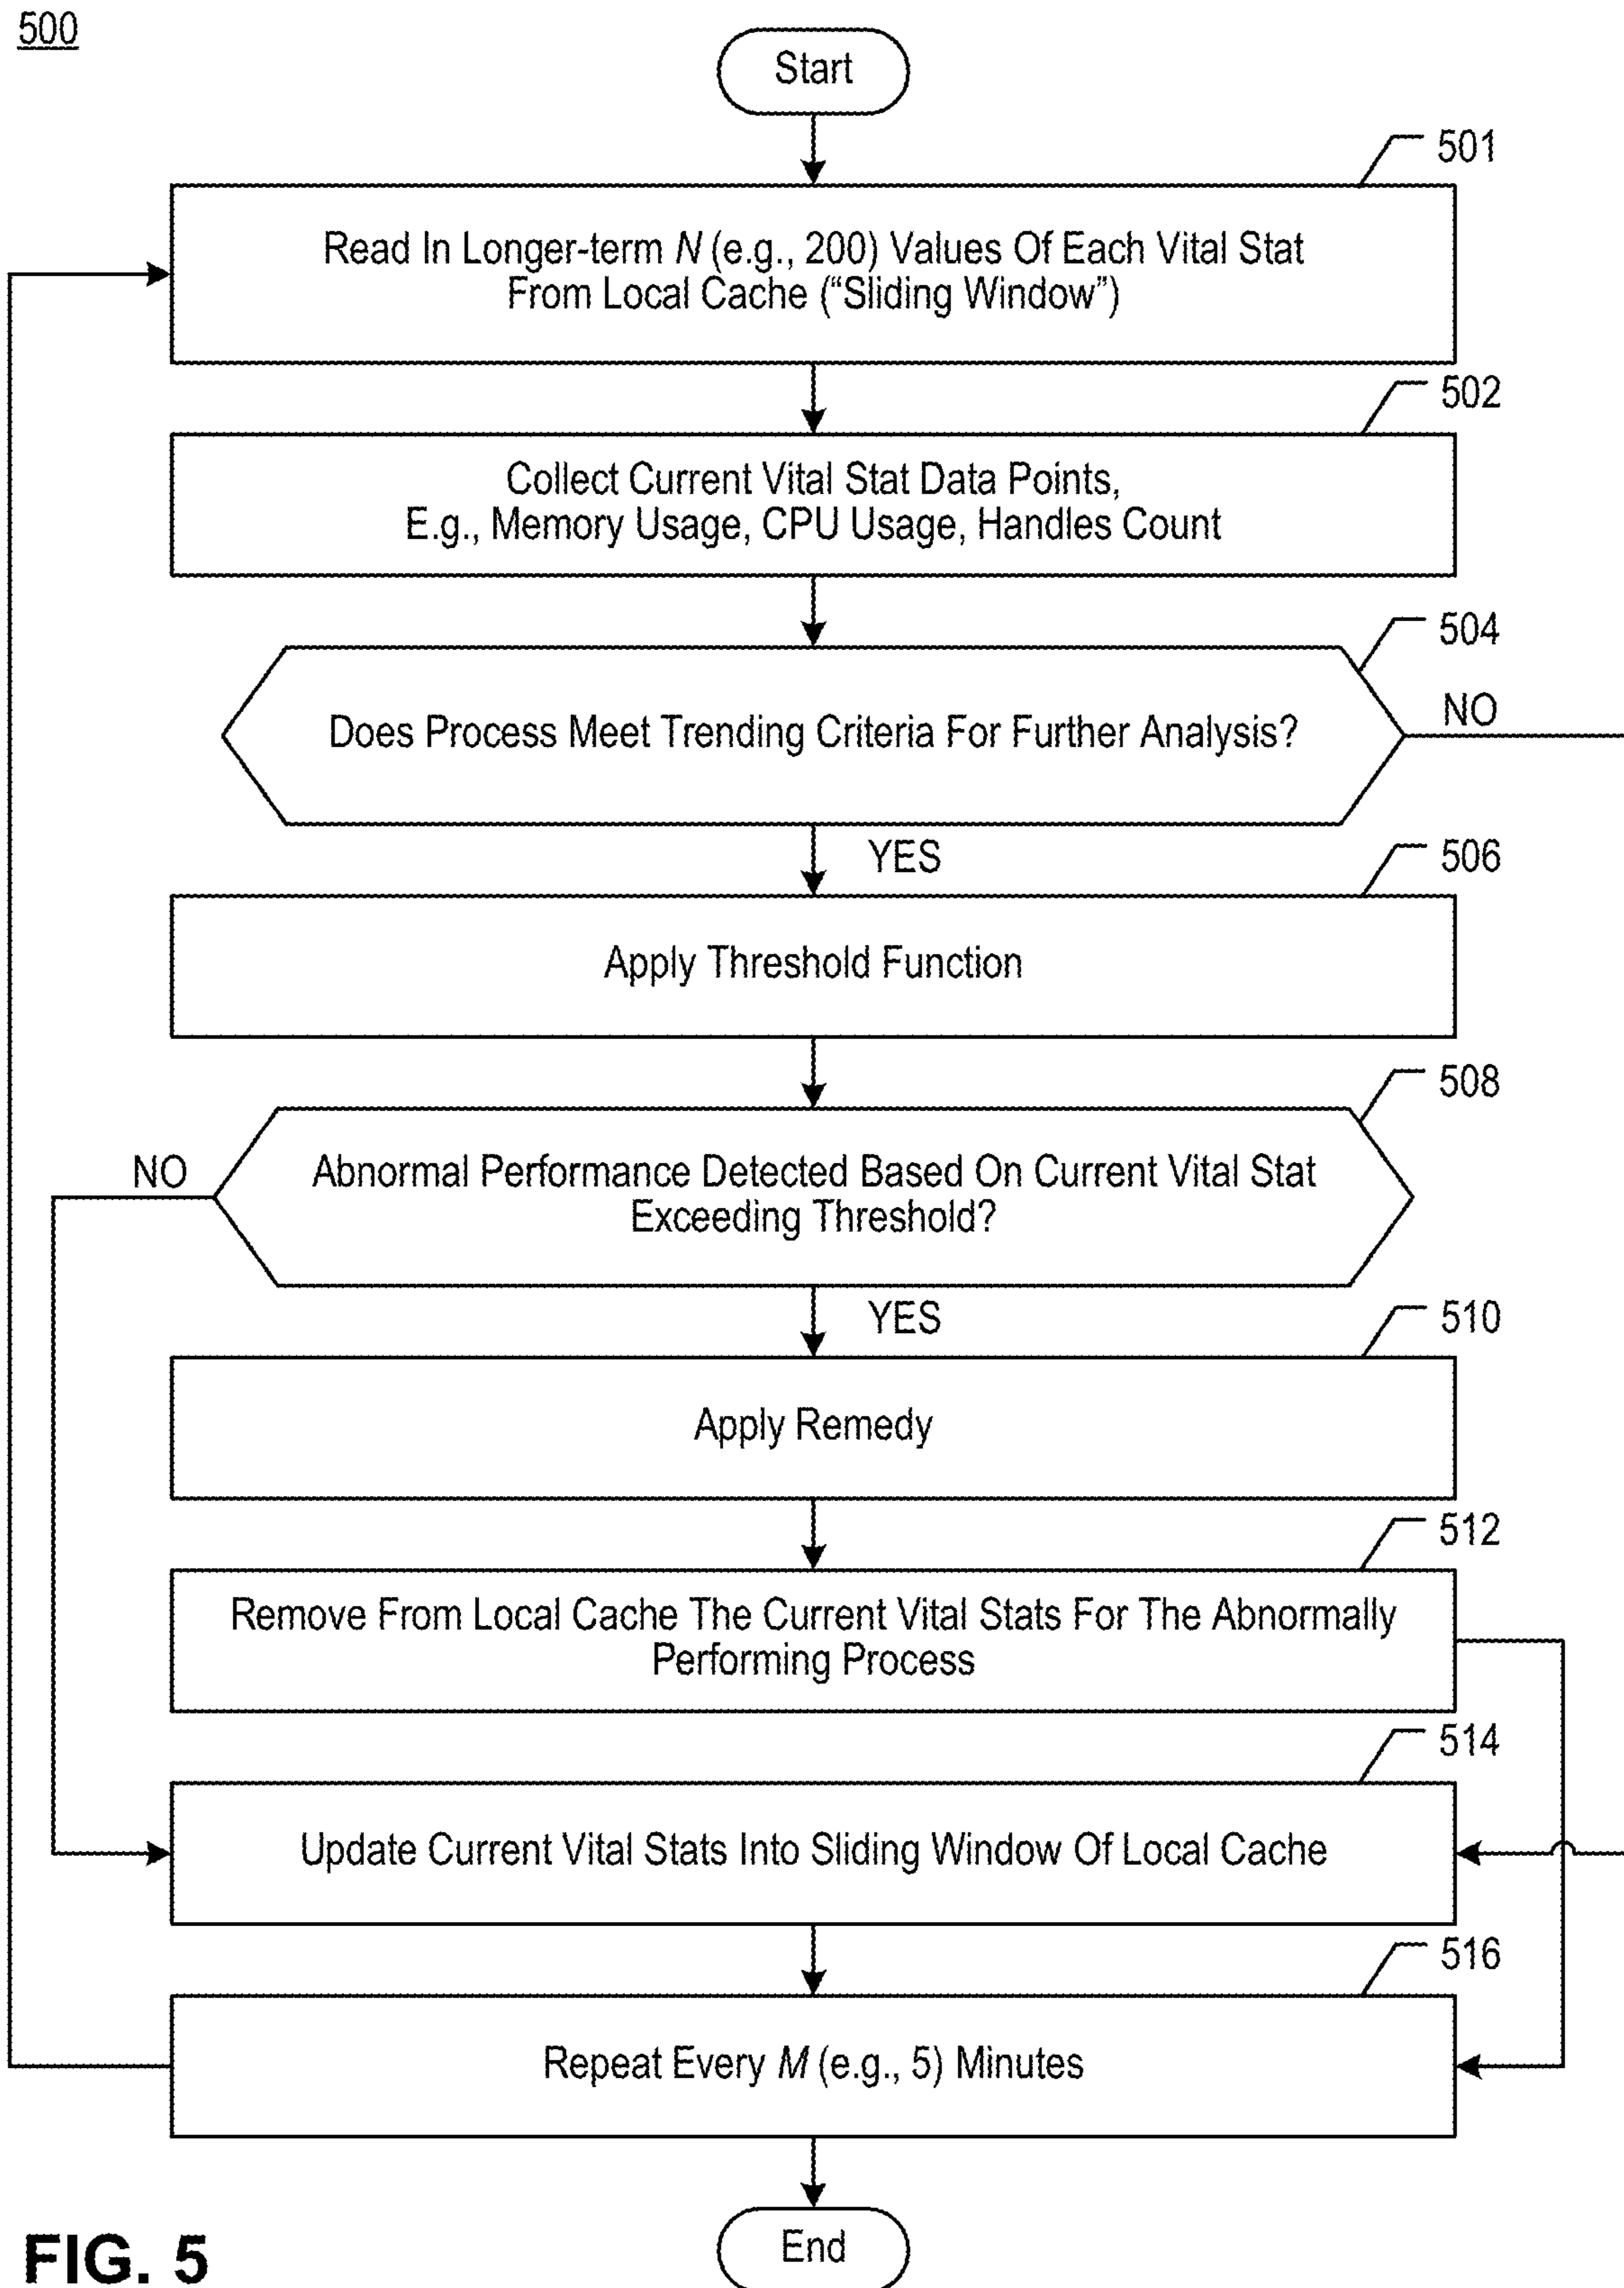 500
Start
501
Read In Longer-term N (e.g., 200) Values Of Each Vital Stat
From Local Cache (“Sliding Window”)
502
Collect Current Vital Stat Data Points,
E.g., Memory Usage, CPU Usage, Handles Count
504
Does Process Meet Trending Criteria For Further Analysis?
NO
YES
506
Apply Threshold Function
508
NO
Abnormal Performance Detected Based On Current Vital Stat
Exceeding Threshold?
YES
510
Apply Remedy
512
Remove From Local Cache The Current Vital Stats For The Abnormally
Performing Process
514
Update Current Vital Stats Into Sliding Window Of Local Cache
516
Repeat Every M (e.g., 5) Minutes
End
FIG. 5